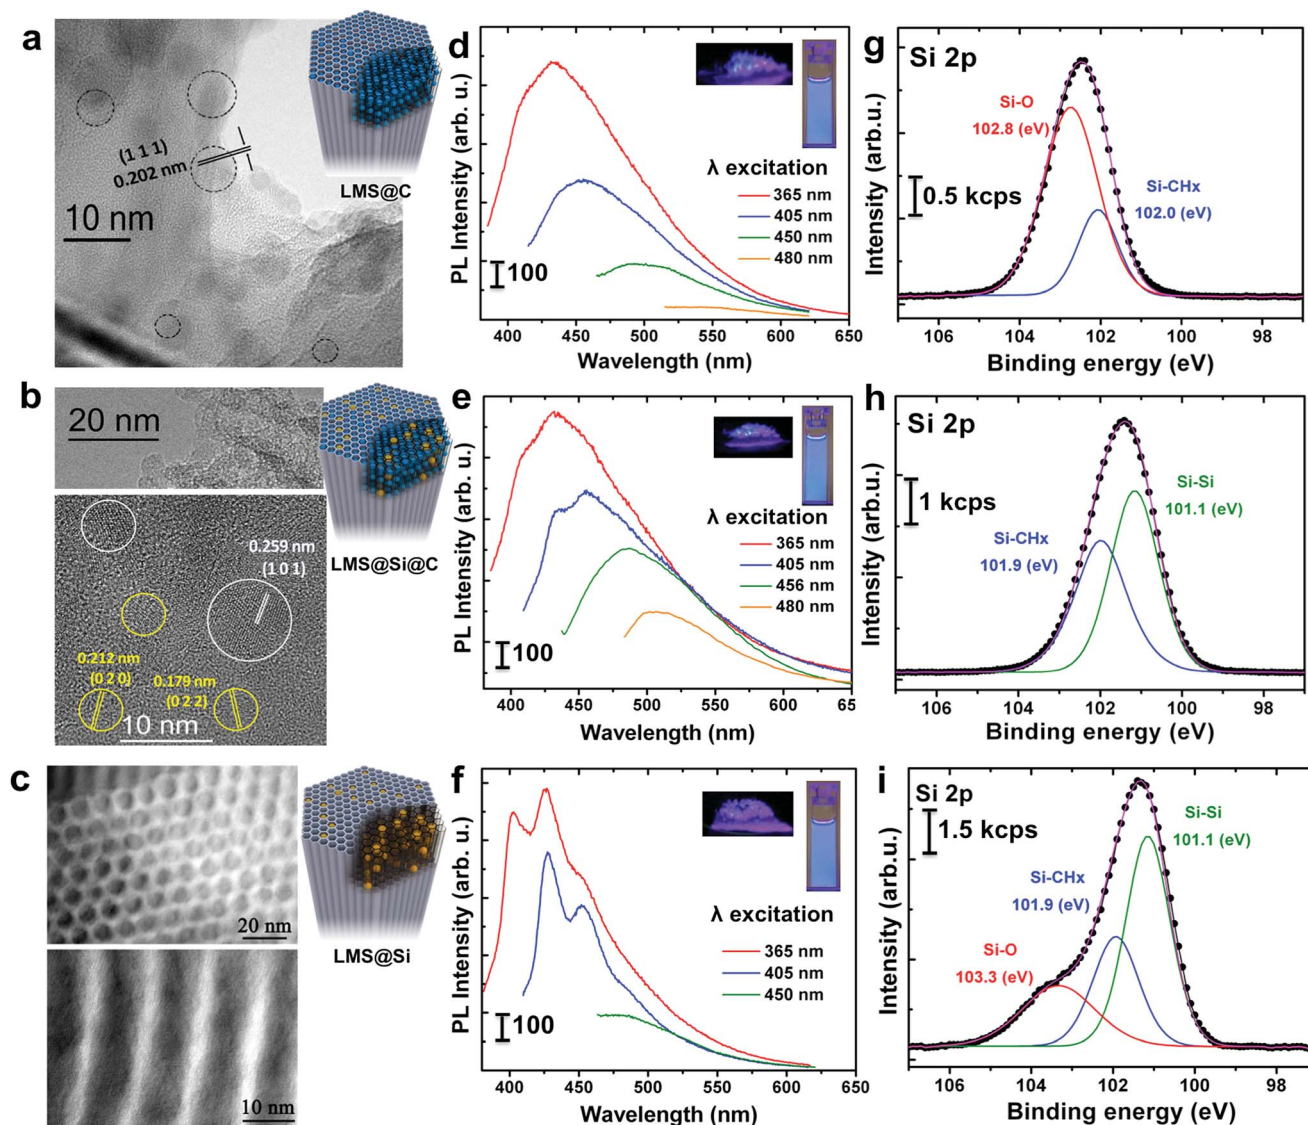 a
(1 1 1)
0.202 nm
10 nm
LMS@C
d
PL Intensity (arb. u.)
λ excitation
365 nm
405 nm
450 nm
480 nm
100
400 450 500 550 600 650
Wavelength (nm)
g
Si 2p
Si-O
102.8 (eV)
Si-CHx
102.0 (eV)
0.5 kcps
Intensity (arb.u.)
106 104 102 100 98
Binding energy (eV)
b
20 nm
0.259 nm
(1 0 1)
0.212 nm
(0 2 0)
0.179 nm
(0 2 2)
10 nm
LMS@Si@C
e
PL Intensity (arb. u.)
λ excitation
365 nm
405 nm
456 nm
480 nm
100
400 450 500 550 600 650
Wavelength (nm)
h
Si 2p
1 kcps
Si-Si
101.1 (eV)
Si-CHx
101.9 (eV)
Intensity (arb.u.)
106 104 102 100 98
Binding energy (eV)
c
20 nm
10 nm
LMS@Si
f
PL Intensity (arb. u.)
λ excitation
365 nm
405 nm
450 nm
100
400 450 500 550 600 650
Wavelength (nm)
i
Si 2p
1.5 kcps
Si-Si
101.1 (eV)
Si-CHx
101.9 (eV)
Si-O
103.3 (eV)
Intensity (arb.u.)
106 104 102 100 98
Binding energy (eV)